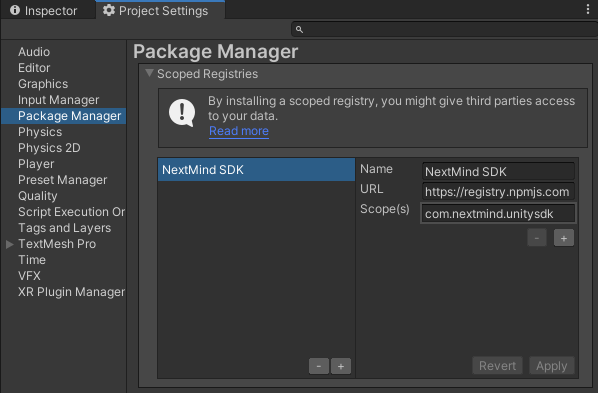 Inspector
Project Settings
Package Manager
Audio
Editor
Graphics
Input Manager
Package Manager
Physics
Physics 2D
Player
Preset Manager
Quality
Script Execution Or
Tags and Layers
TextMesh Pro
Time
VFX
XR Plugin Manager
Scoped Registries
By installing a scoped registry, you might give third parties access
to your data.
Read more
NextMind SDK
Name NextMind SDK
URL https://registry.npmjs.com
Scope(s) com.nextmind.unitysdk
- +
- +
Revert Apply